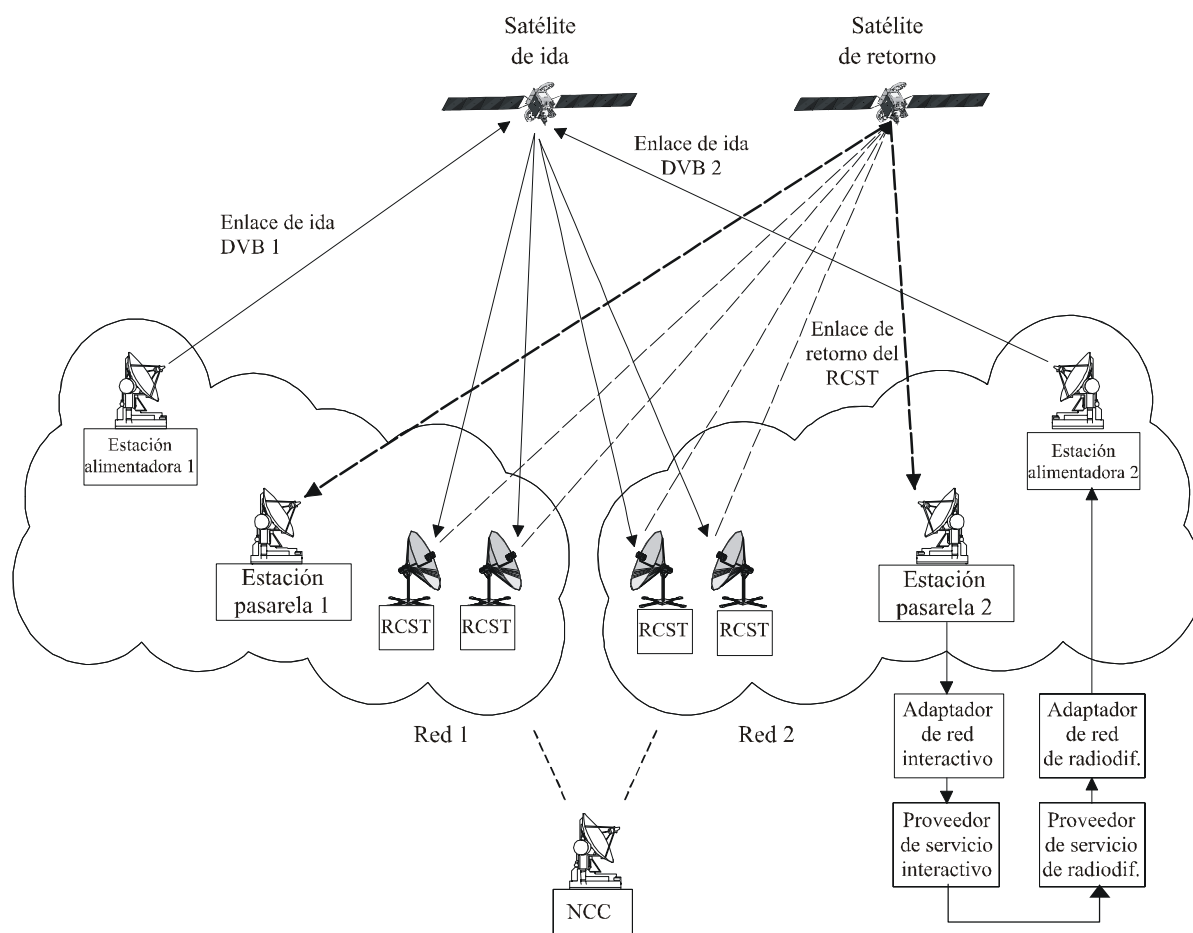 Satélite
de ida
Satélite
de retorno
Enlace de ida
DVB 2
Enlace de ida
DVB 1
Enlace de
retorno del
RCST
Estación
alimentadora 1
Estación
alimentadora 2
Estación
pasarela 1
RCST
RCST
RCST
RCST
Estación
pasarela 2
Red 1
Red 2
Adaptador
de red
interactivo
Adaptador
de red
de radiodif.
Proveedor
de servicio
interactivo
Proveedor
de servicio
de radiodif.
NCC